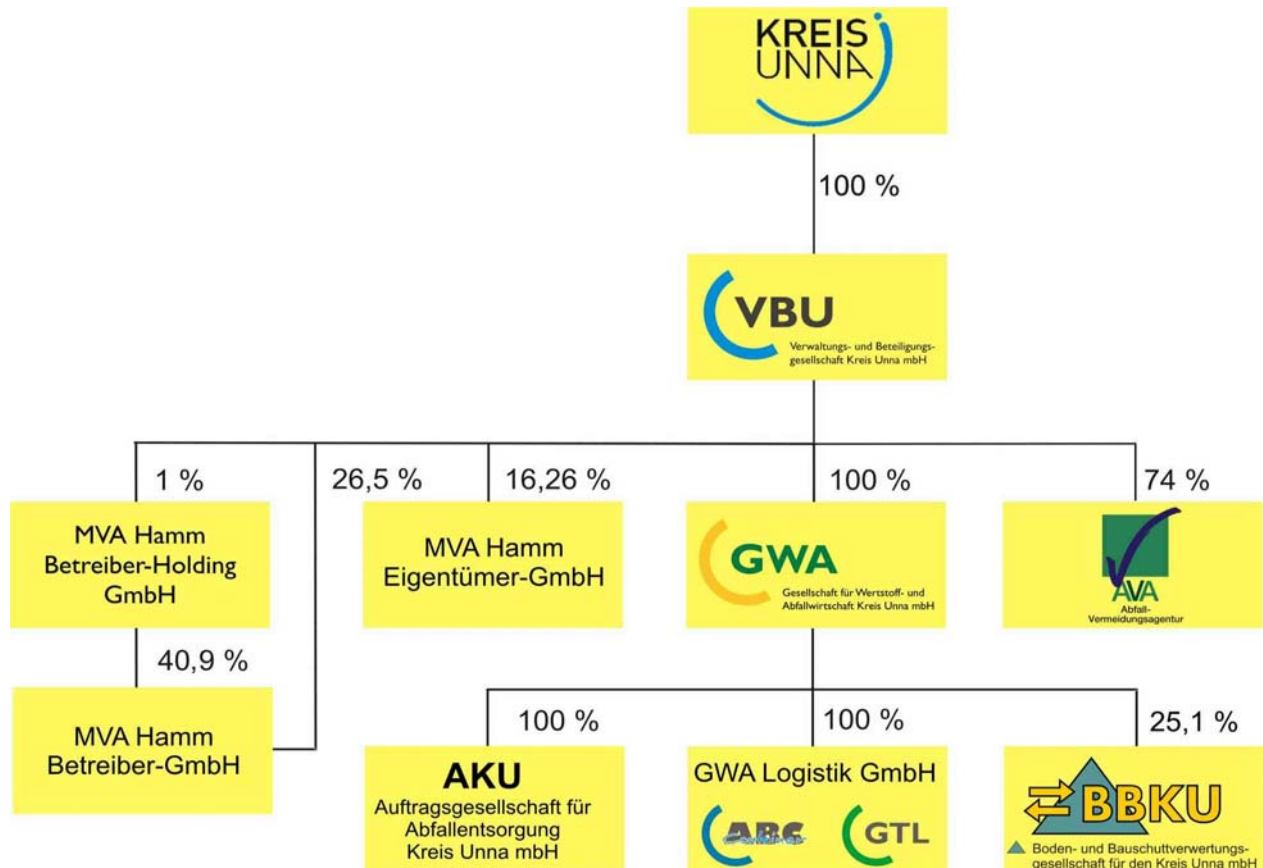 KREIS
UNNA
100 %
VBU
Verwaltungs- und Beteiligungs-
gesellschaft Kreis Unna mbH
1 %
26,5 %
16,26 %
100 %
74 %
MVA Hamm
Betreiber-Holding
GmbH
MVA Hamm
Eigentümer-GmbH
GWA
Gesellschaft für Wertstoff- und
Abfallwirtschaft Kreis Unna mbH
AVA
Abfall-
Vermeidungsagentur
40,9 %
MVA Hamm
Betreiber-GmbH
100 %
100 %
25,1 %
AKU
Auftragsgesellschaft für
Abfallentsorgung
Kreis Unna mbH
GWA Logistik GmbH
ABC
GTL
BBKU
Boden- und Bauschuttverwertungs-
gesellschaft für den Kreis Unna mbH